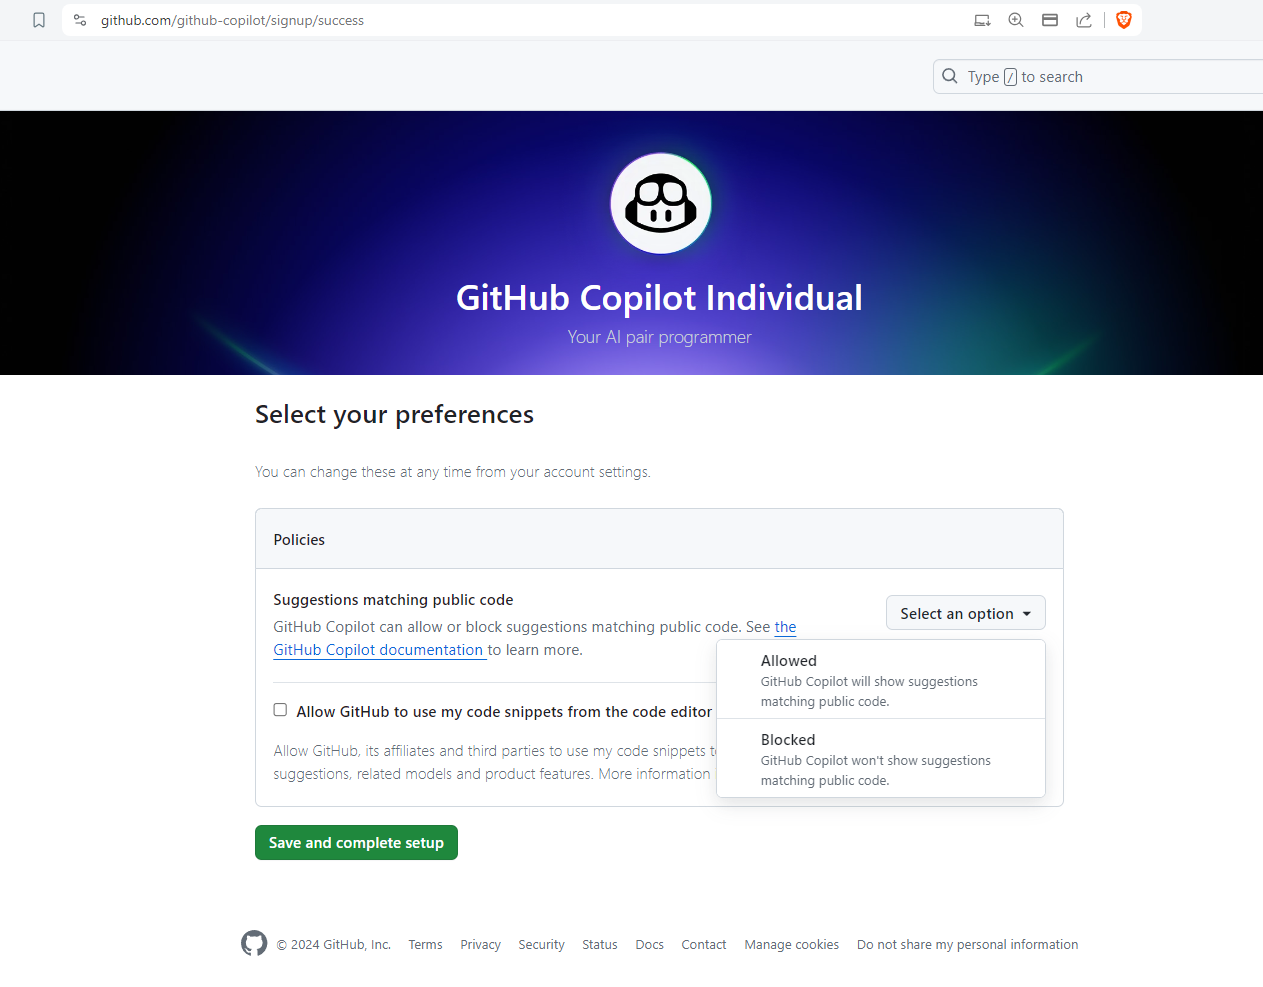 github.com/github-copilot/signup/success
Type / to search
GitHub Copilot Individual
Your AI pair programmer
Select your preferences
You can change these at any time from your account settings.
Policies
Suggestions matching public code
GitHub Copilot can allow or block suggestions matching public code. See the
GitHub Copilot documentation to learn more.
Select an option
Allowed
GitHub Copilot will show suggestions
matching public code.
Blocked
GitHub Copilot won't show suggestions
matching public code.
Allow GitHub to use my code snippets from the code editor
Allow GitHub, its affiliates and third parties to use my code snippets
suggestions, related models and product features. More information
Save and complete setup
© 2024 GitHub, Inc. Terms Privacy Security Status Docs Contact Manage cookies Do not share my personal information